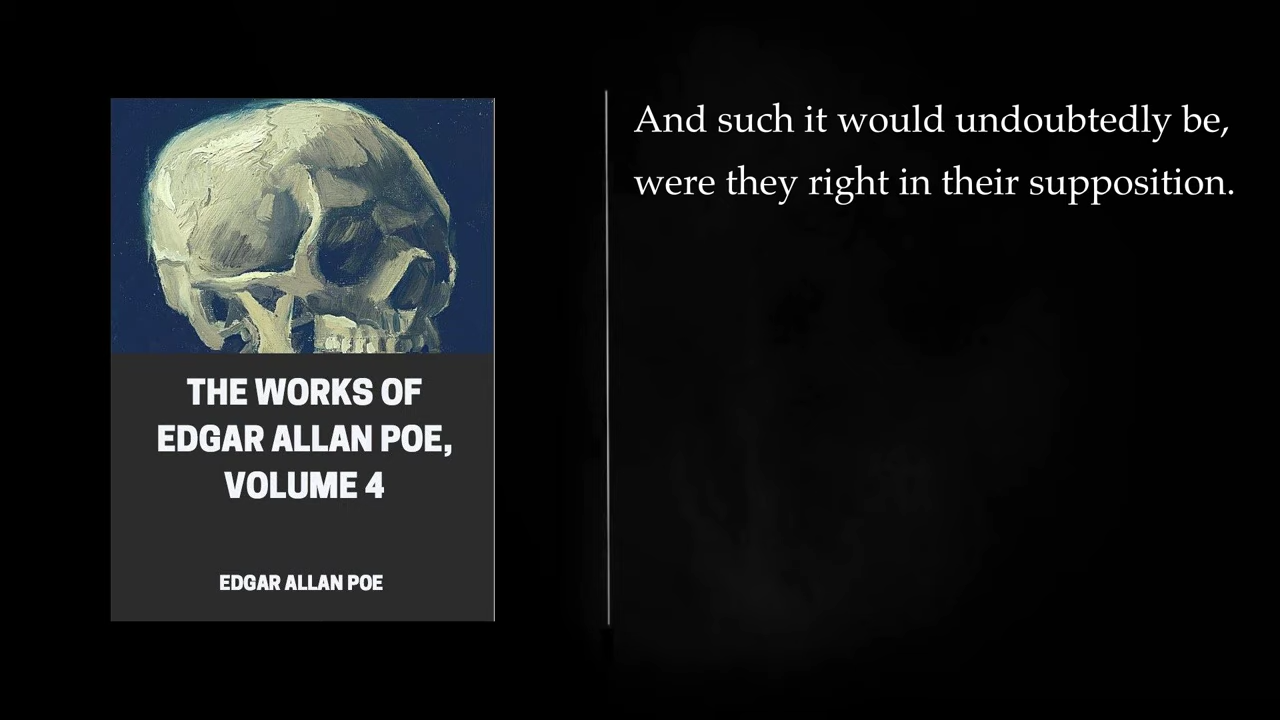 THE WORKS OF
EDGAR ALLAN POE,
VOLUME 4
EDGAR ALLAN POE
And such it would undoubtedly be,
were they right in their supposition.